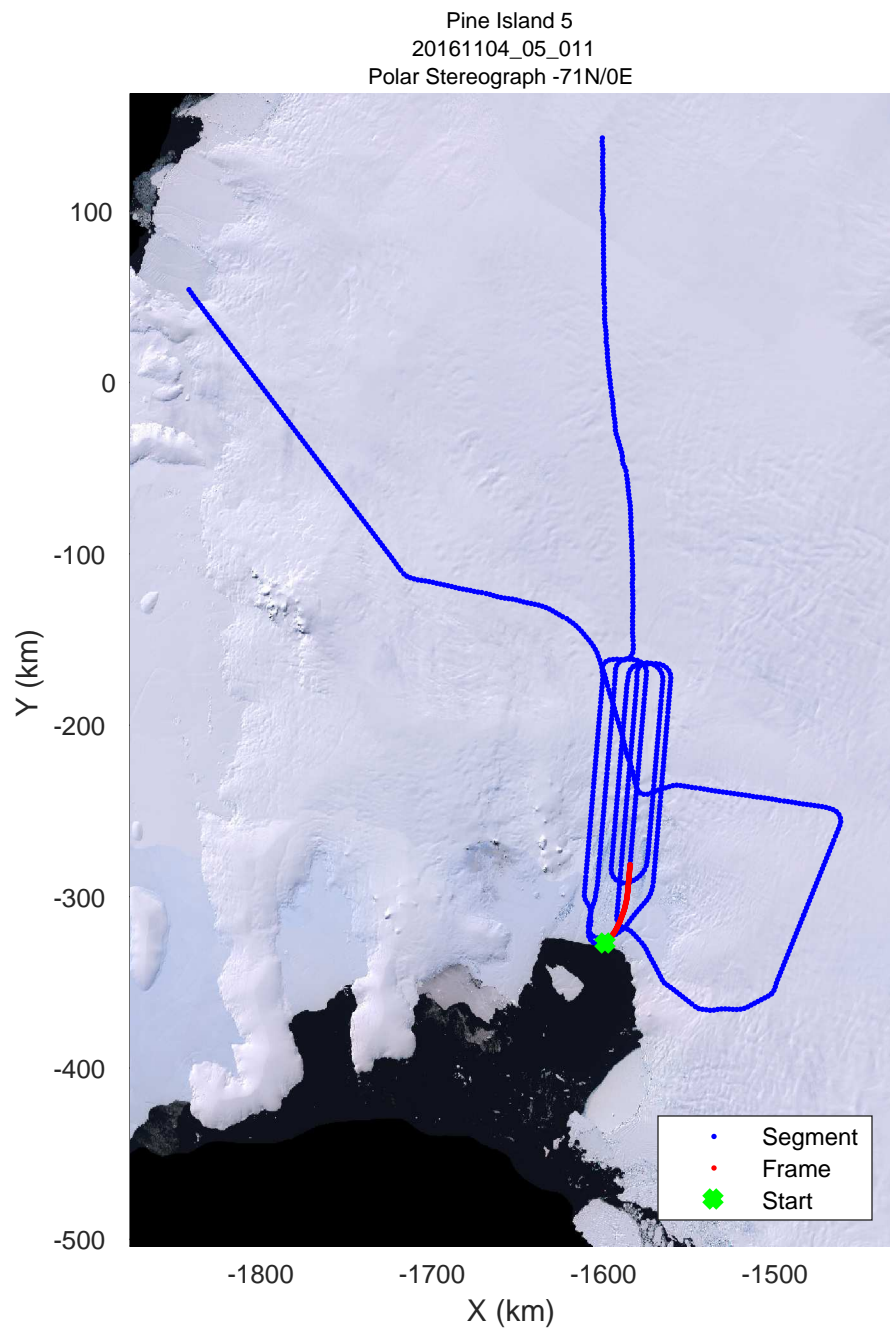 Pine Island 5
20161104_05_011
Polar Stereograph -71N/0E
100
0
-100
-200
-300
-400
-500
Y (km)
-1800
-1700
-1600
-1500
X (km)
Segment
Frame
Start